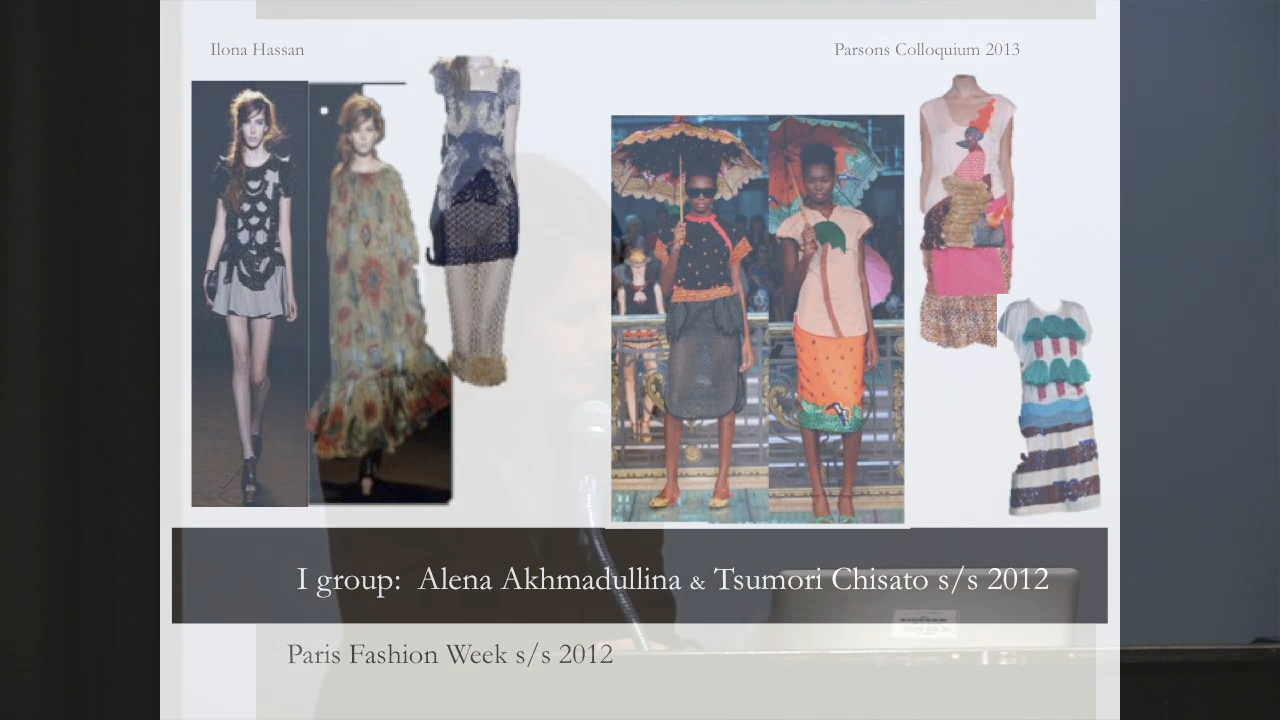 Ilona Hassan
Parsons Colloquium 2013
I group: Alena Akhmadullina & Tsumori Chisato s/s 2012
Paris Fashion Week s/s 2012